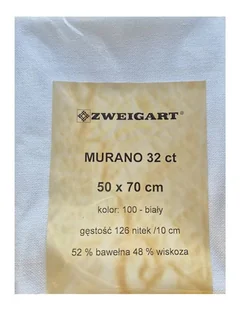 ZWEIGART®
MURANO 32 ct
50 x 70 cm
kolor: 100 - biały
gęstość 126 nitek /10 cm
52 % bawełna 48 % wiskoza